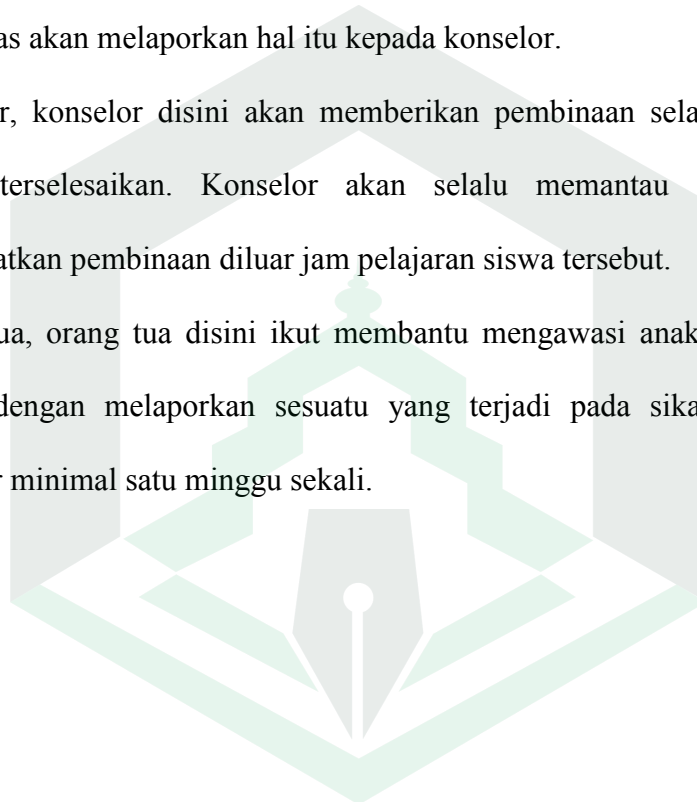 as akan melaporkan hal itu kepada konselor.
r, konselor disini akan memberikan pembinaan sela
terselesaikan. Konselor akan selalu memantau
atkan pembinaan diluar jam pelajaran siswa tersebut.
ua, orang tua disini ikut membantu mengawasi anak
dengan melaporkan sesuatu yang terjadi pada sika
r minimal satu minggu sekali.